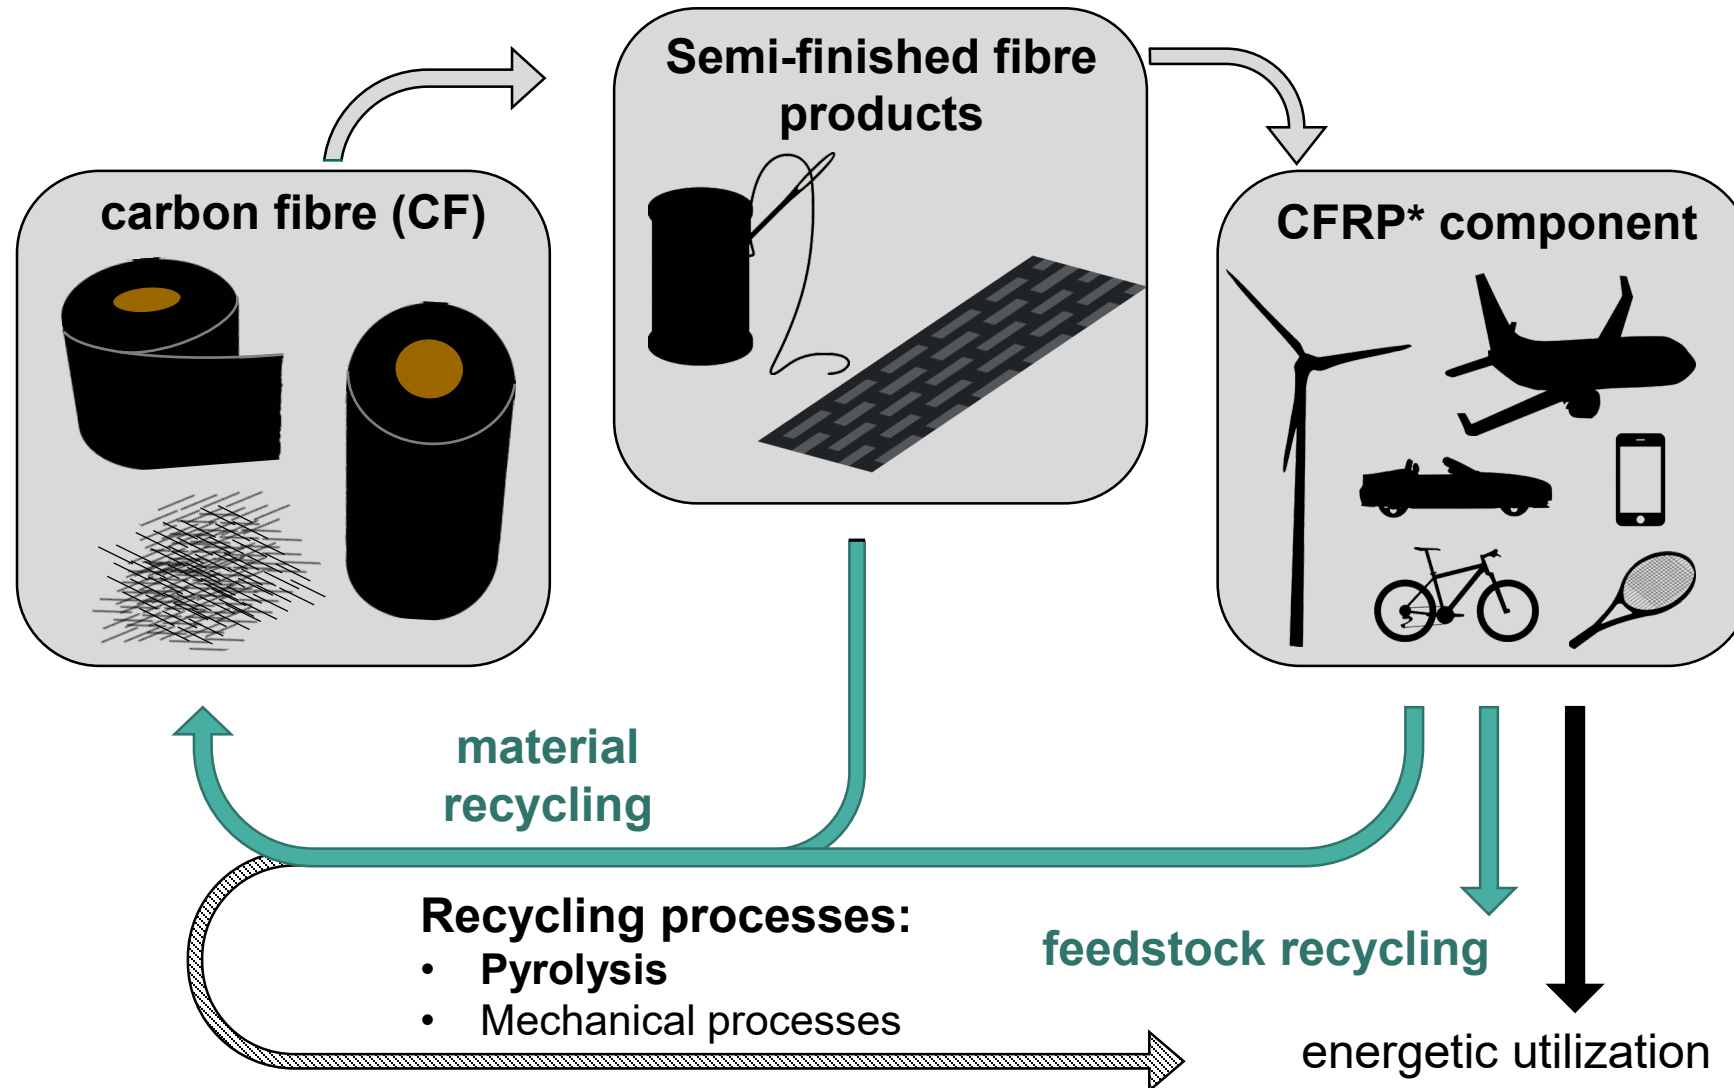 Semi-finished fibre
products
carbon fibre (CF)
CFRP* component
material
recycling
Recycling processes:
• Pyrolysis
• Mechanical processes
feedstock recycling
energetic utilization